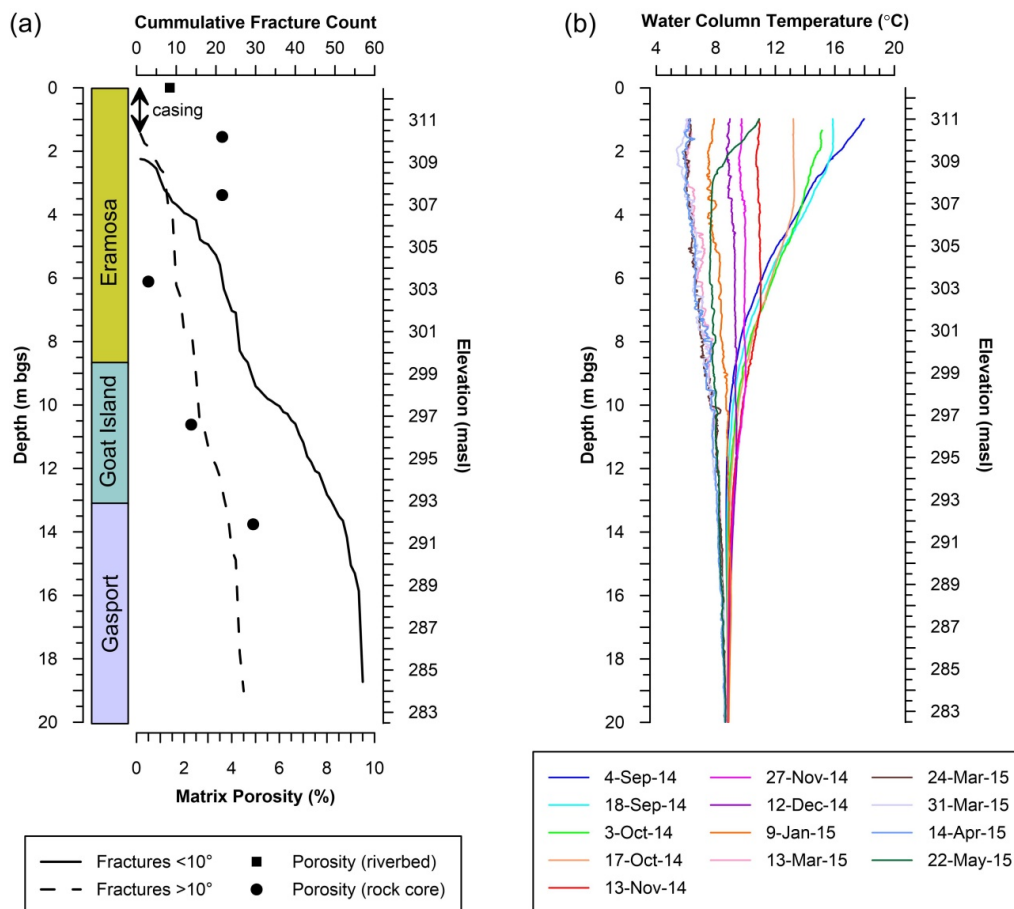 (a)
Cummulative Fracture Count
0 10 20 30 40 50 60
0
2
4
6
8
10
12
14
16
18
20
Depth (m bgs)
Eramosa
Goat Island
Gasport
casing
311
309
307
305
303
301
299
297
295
293
291
289
287
285
283
Elevation (masl)
0 2 4 6 8 10
Matrix Porosity (%)
Fractures <10°
Fractures >10°
Porosity (riverbed)
Porosity (rock core)
(b)
Water Column Temperature (°C)
4 8 12 16 20
0
2
4
6
8
10
12
14
16
18
20
Depth (m bgs)
311
309
307
305
303
301
299
297
295
293
291
289
287
285
283
Elevation (masl)
4-Sep-14
18-Sep-14
3-Oct-14
17-Oct-14
13-Nov-14
27-Nov-14
12-Dec-14
9-Jan-15
13-Mar-15
24-Mar-15
31-Mar-15
14-Apr-15
22-May-15